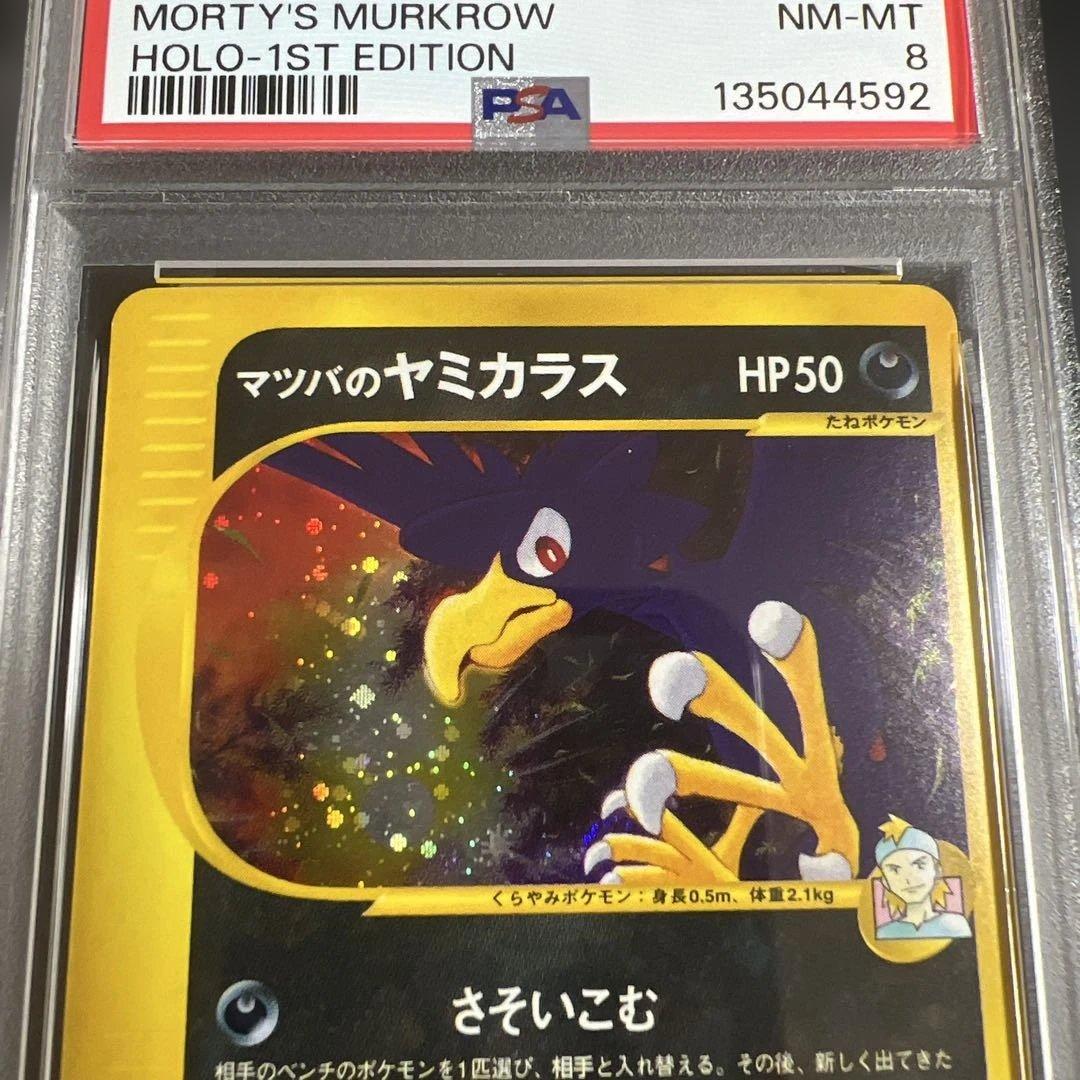 MORTY'S MURKROW NM-MT
HOLO-1ST EDITION 8
PSA 135044592
マツバのヤミカラス HP50
たねポケモン
くらやみポケモン：身長0.5m、体重2.1kg
さそいこむ
相手のベンチのポケモンを1匹選び、相手と入れ替える。その後、新しく出てきた